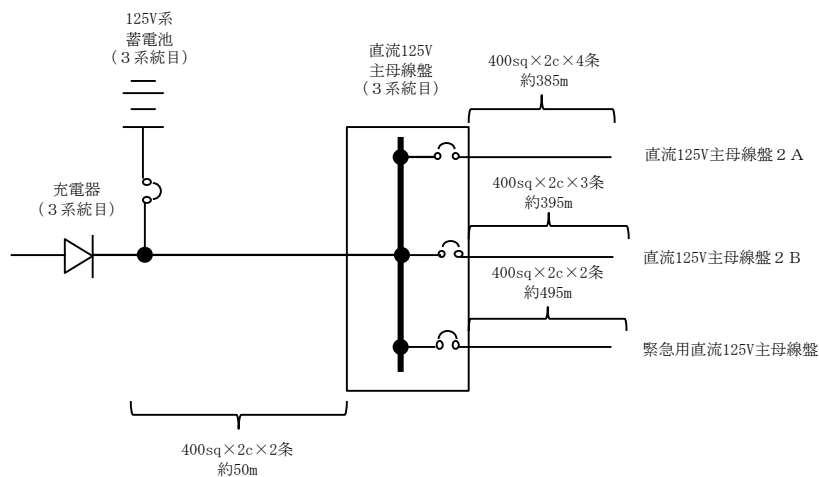 125V系
蓄電池
(３系統目)
直流125V
主母線盤
(３系統目)
400sq×2c×4条
約385m
直流125V主母線盤２Ａ
充電器
(３系統目)
400sq×2c×3条
約395m
直流125V主母線盤２Ｂ
400sq×2c×2条
約495m
緊急用直流125V主母線盤
400sq×2c×2条
約50m